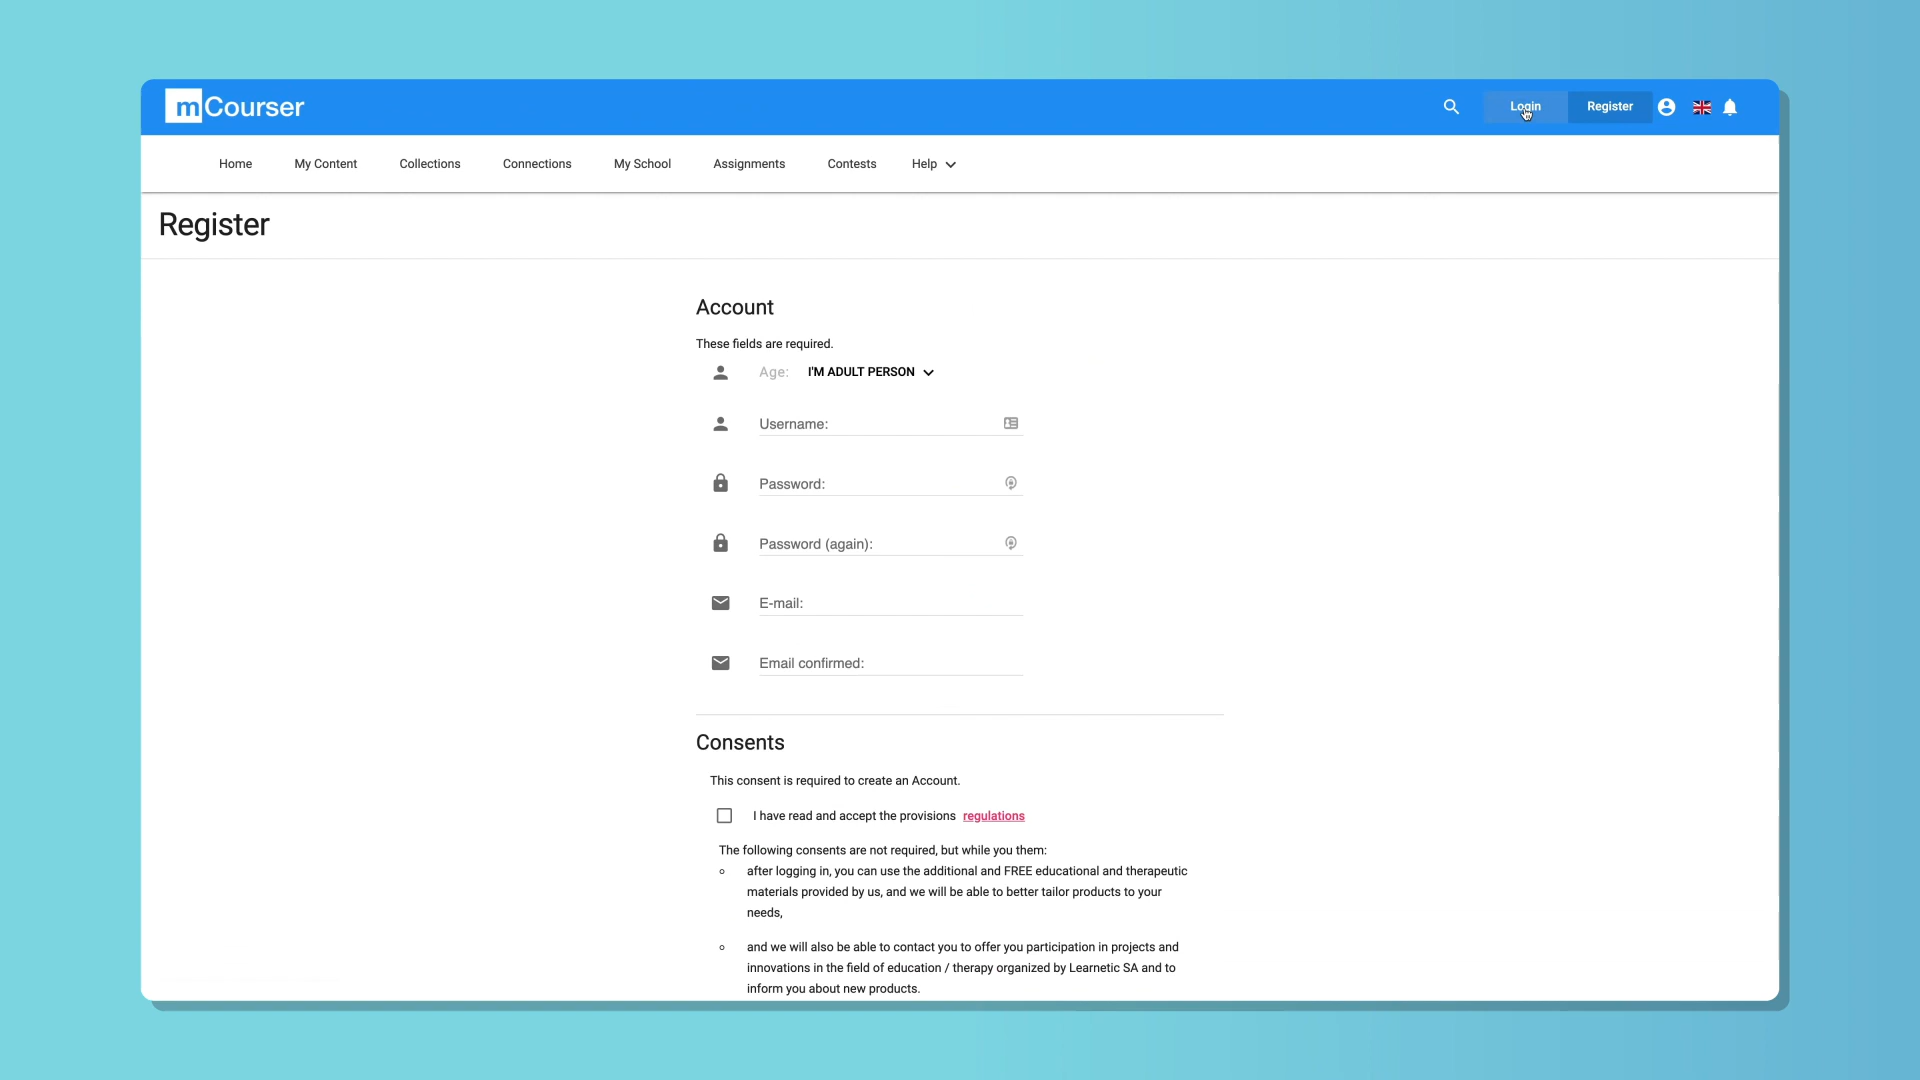 mCourser
Login
Register
Home
My Content
Collections
Connections
My School
Assignments
Contests
Help
Register
Account
These fields are required.
Age: I'M ADULT PERSON
Username:
Password:
Password (again):
E-mail:
Email confirmed:
Consents
This consent is required to create an Account.
I have read and accept the provisions regulations
The following consents are not required, but while you them:
after logging in, you can use the additional and FREE educational and therapeutic
materials provided by us, and we will be able to better tailor products to your
needs,
and we will also be able to contact you to offer you participation in projects and
innovations in the field of education / therapy organized by Learnetic SA and to
inform you about new products.